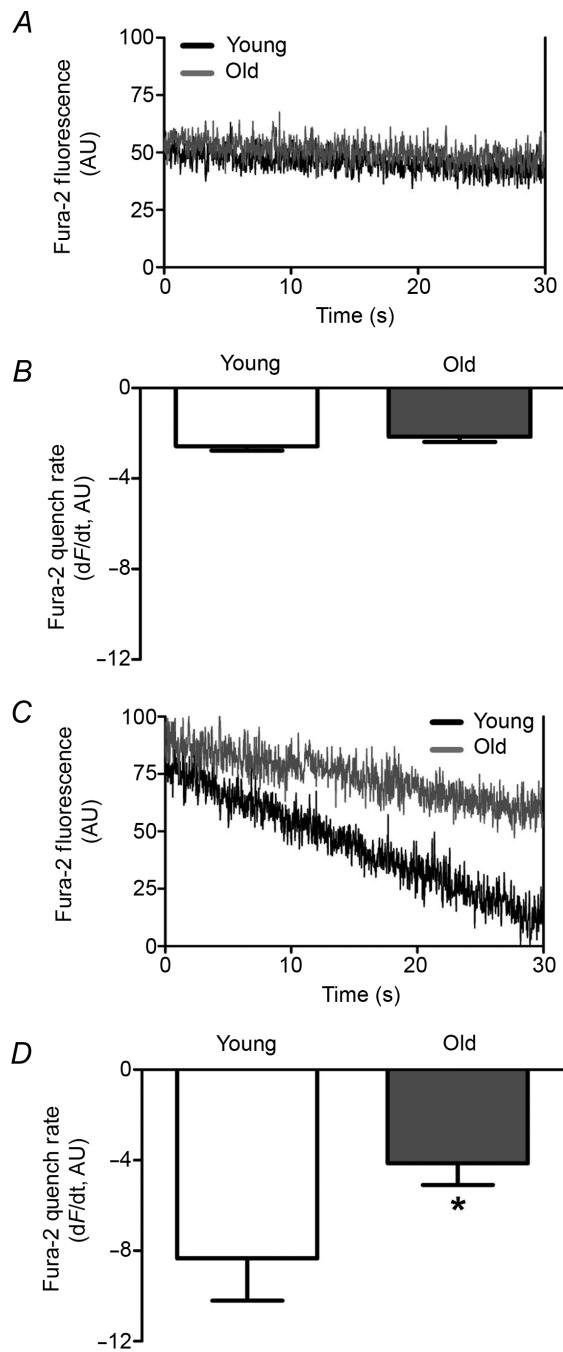 A
100
75
50
25
0
Fura-2 fluorescence
(AU)
Young
Old
0 10 20 30
Time (s)
B
Young Old
0
−4
−8
−12
Fura-2 quench rate
(dF/dt, AU)
C
100
75
50
25
0
Fura-2 fluorescence
(AU)
Young
Old
0 10 20 30
Time (s)
D
Young Old
0
−4
−8
−12
Fura-2 quench rate
(dF/dt, AU)
*